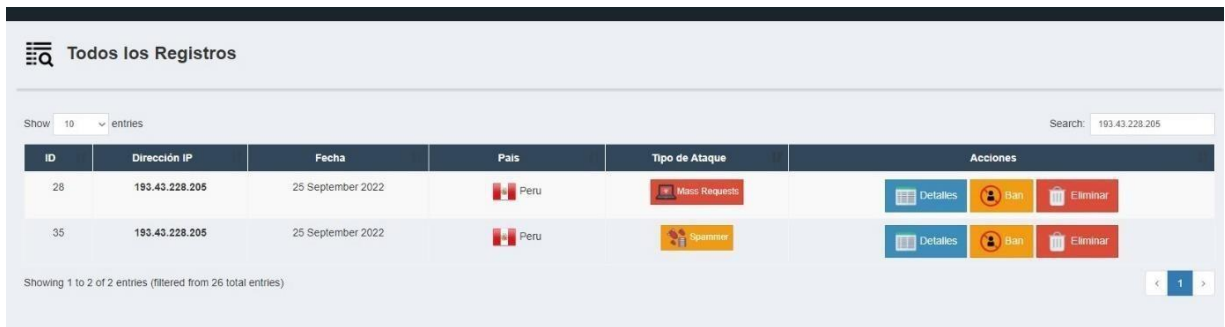 Todos los Registros
Show 10 entries
Search: 193.43.228.205
ID Dirección IP Fecha Pais Tipo de Ataque Acciones
28 193.43.228.205 25 September 2022 Peru Mass Requests Detalles Ban Eliminar
35 193.43.228.205 25 September 2022 Peru Spammer Detalles Ban Eliminar
Showing 1 to 2 of 2 entries (filtered from 26 total entries)
< 1 >